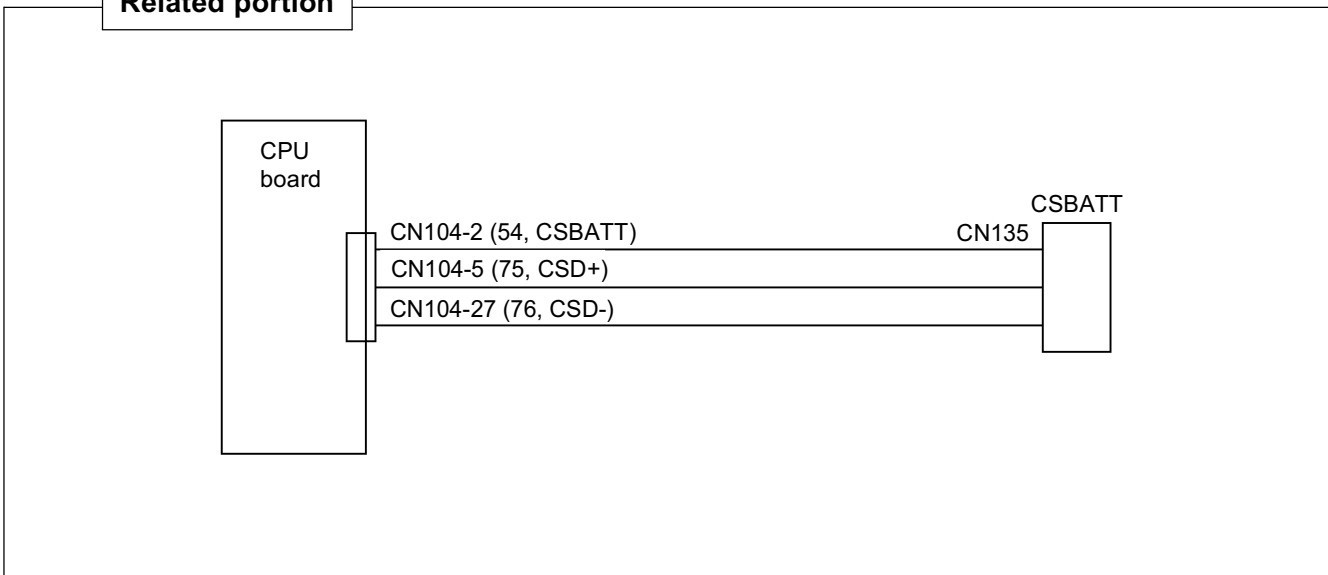 Related portion
CPU
board
CSBATT
CN104-2 (54, CSBATT)
CN135
CN104-5 (75, CSD+)
CN104-27 (76, CSD-)